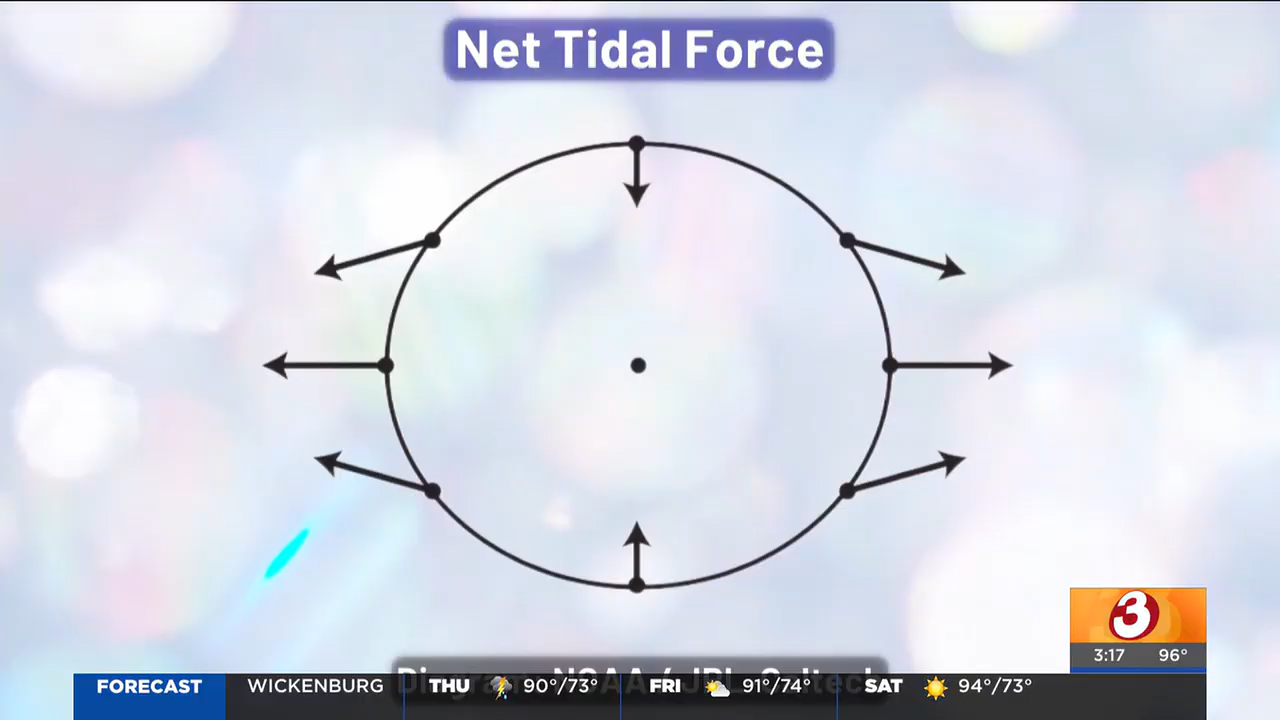 Net Tidal Force
3
3:17 96°
FORECAST WICKENBURG THU 90°/73° FRI 91°/74° SAT 94°/73°